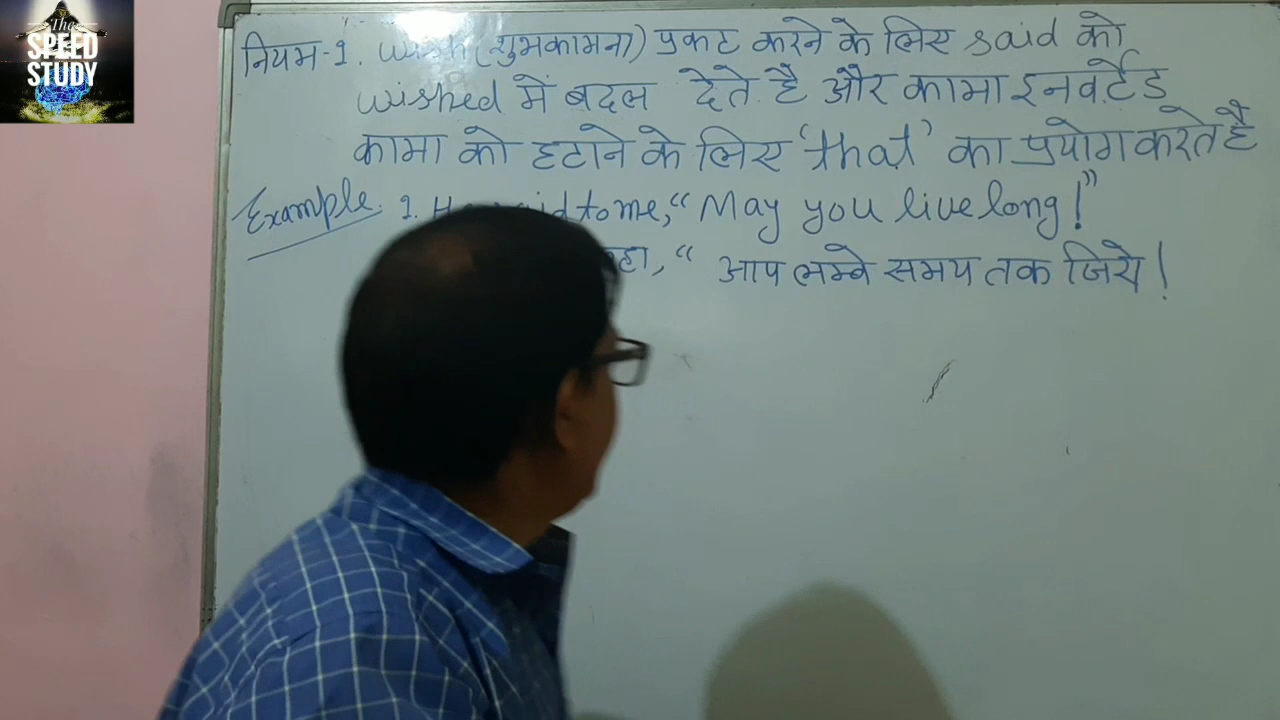 The
SPEED
STUDY
नियम-1. wish (शुभकामना) प्रकट करने के लिए said को
wished में बदल देते है और कामा इनवर्टेड
कामा को हटाने के लिए 'that' का प्रयोग करते है
Example. 1. to me, “May you live long!”
, “ आप लम्बे समय तक जिये!